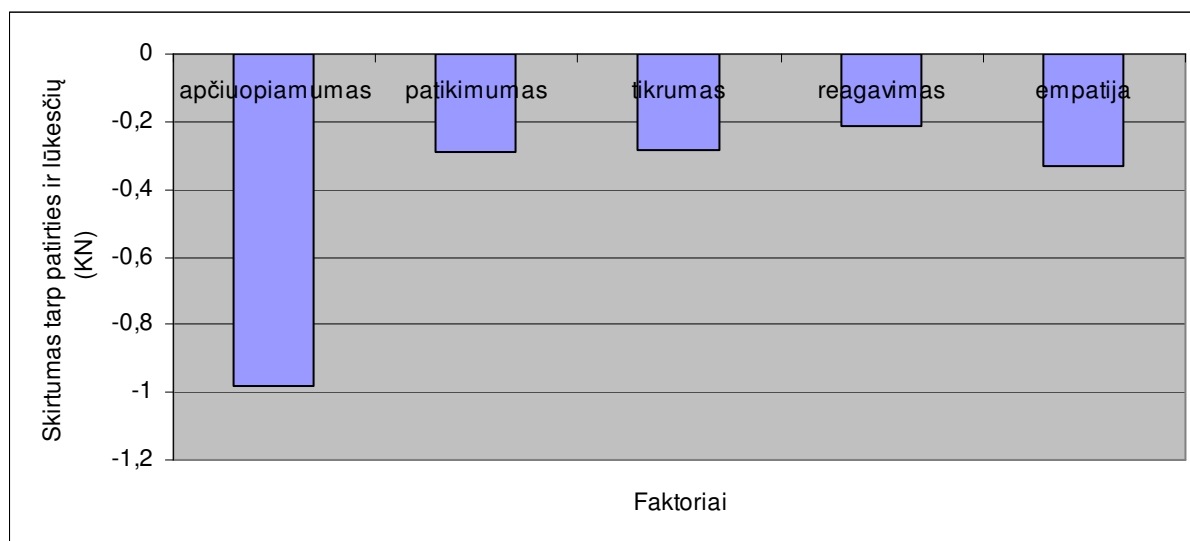 0
-0,2
-0,4
-0,6
-0,8
-1
-1,2
Skirtumas tarp patirties ir lūkesčių
(KN)
apčiuopiamumas patikimumas tikrumas reagavimas empatija
Faktoriai